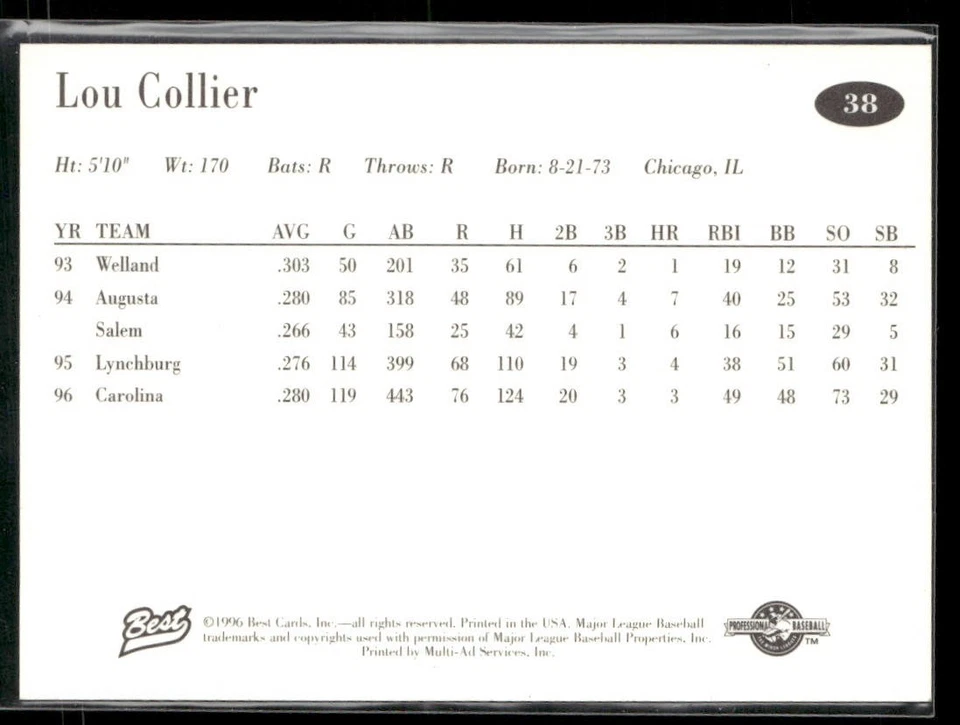 Lou Collier
38
Ht: 5'10" Wt: 170 Bats: R Throws: R Born: 8-21-73 Chicago, IL
YR TEAM AVG G AB R H 2B 3B HR RBI BB SO SB
93 Welland .303 50 201 35 61 6 2 1 19 12 31 8
94 Augusta .280 85 318 48 89 17 4 7 40 25 53 32
Salem .266 43 158 25 42 4 1 6 16 15 29 5
95 Lynchburg .276 114 399 68 110 19 3 4 38 51 60 31
96 Carolina .280 119 443 76 124 20 3 3 49 48 73 29
Best
©1996 Best Cards, Inc.—all rights reserved. Printed in the USA. Major League Baseball
trademarks and copyrights used with permission of Major League Baseball Properties, Inc.
Printed by Multi-Ad Services, Inc.
PROFESSIONAL BASEBALL
TM